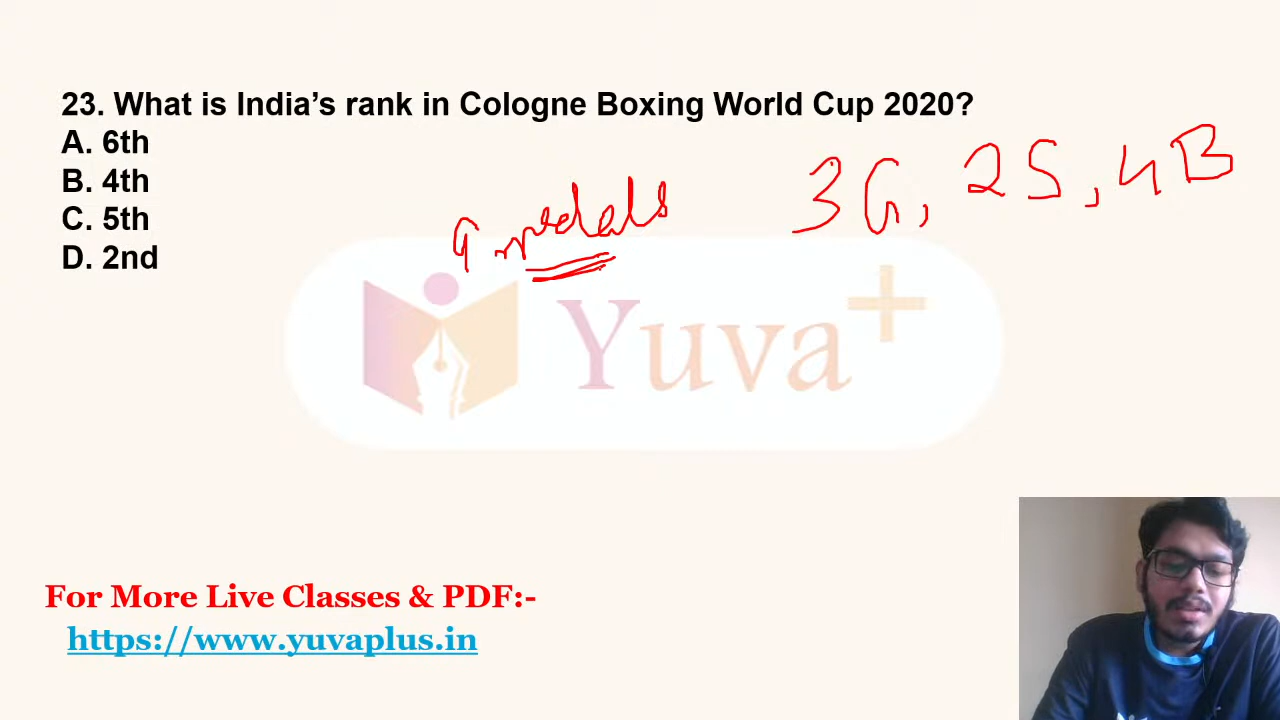 23. What is India’s rank in Cologne Boxing World Cup 2020?
A. 6th
B. 4th
C. 5th
D. 2nd
9 medals
3G, 2S, 4B
Yuva+
For More Live Classes & PDF:-
https://www.yuvaplus.in